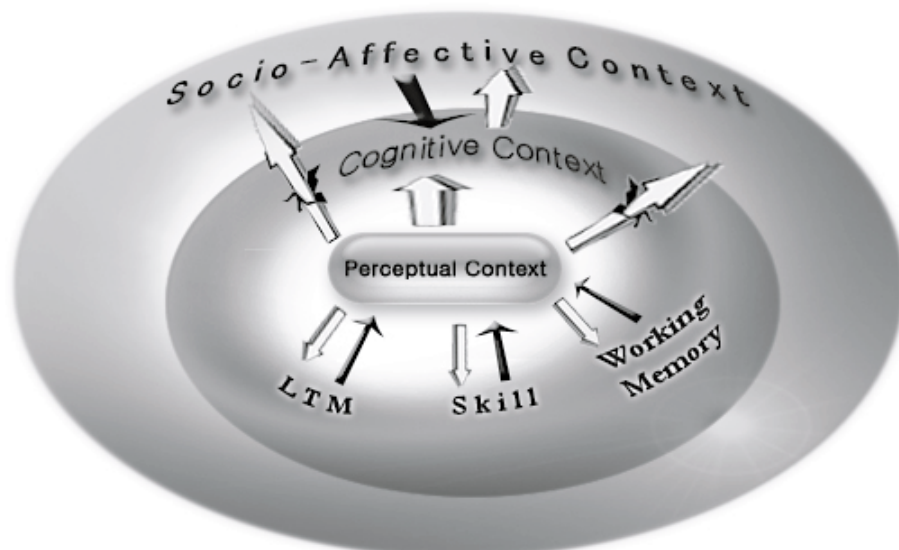 Socio-Affective Context
Cognitive Context
Perceptual Context
LTM
Skill
Working
Memory